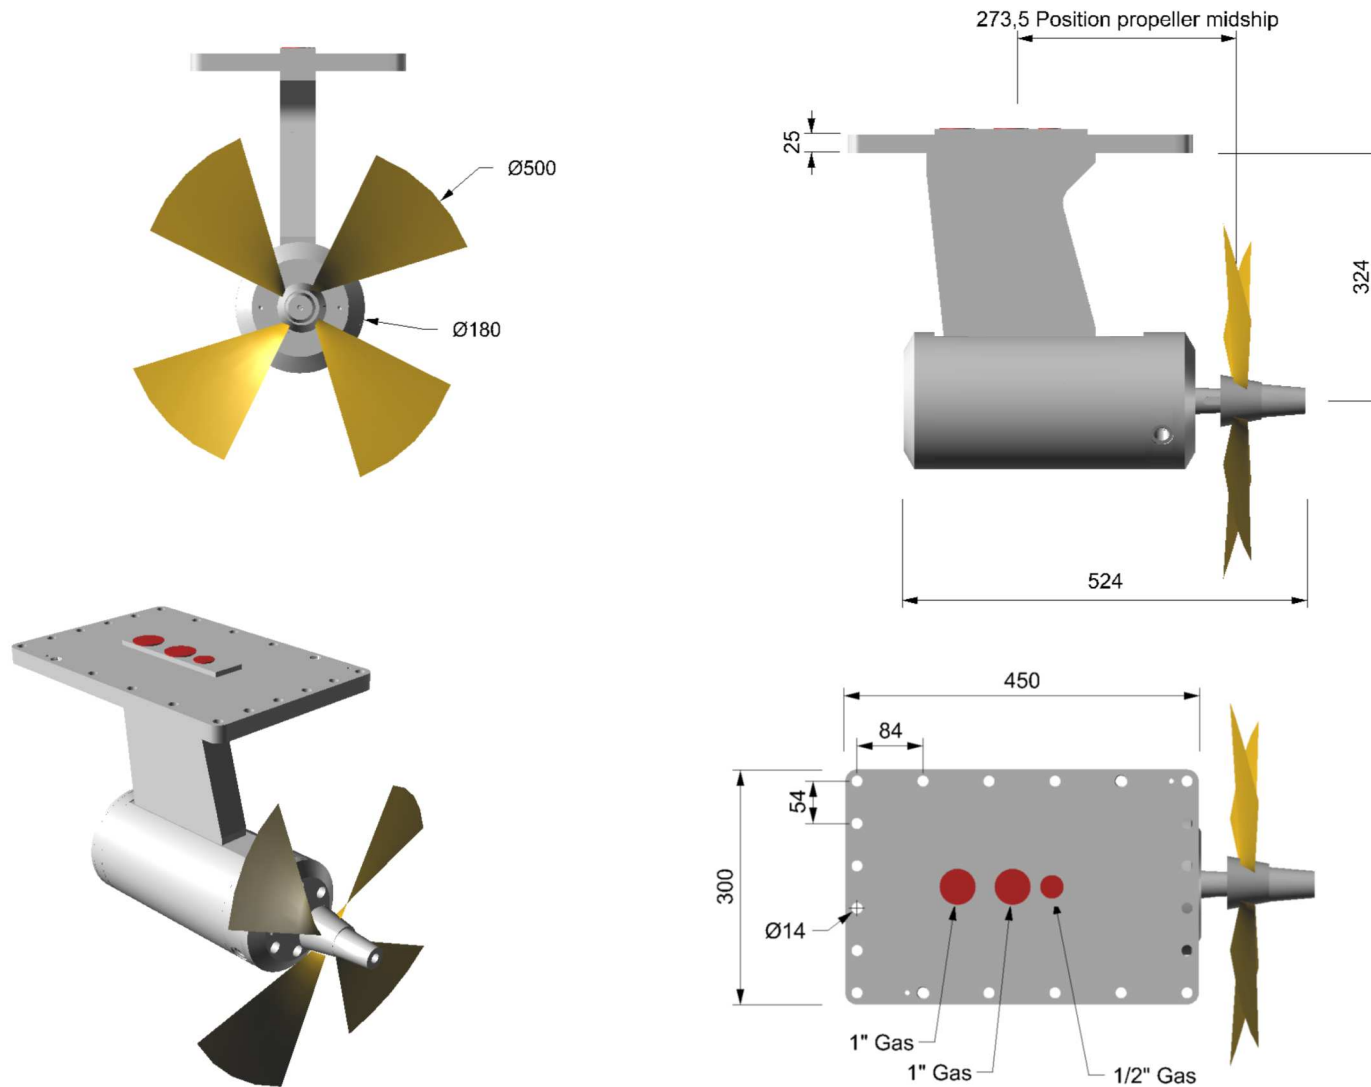 273,5 Position propeller midship
Ø500
25
324
Ø180
524
450
84
54
300
Ø14
1" Gas
1" Gas
1/2" Gas